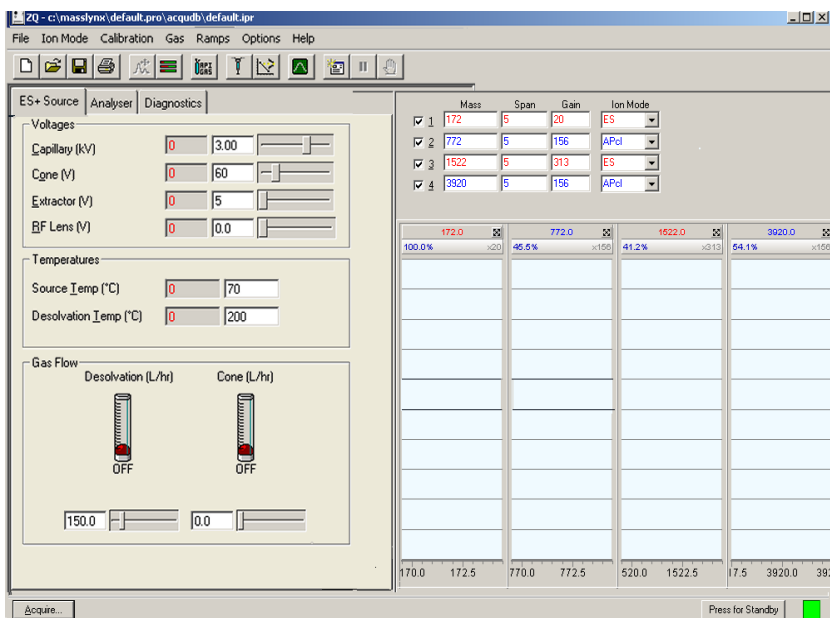 ZQ - c:\masslynx\default.pro\acqudb\default.ipr
File Ion Mode Calibration Gas Ramps Options Help
ES+ Source Analyser Diagnostics
Voltages
Capillary (kV) 0 3.00
Cone (V) 0 60
Extractor (V) 0 5
RF Lens (V) 0 0.0
Temperatures
Source Temp (°C) 0 70
Desolvation Temp (°C) 0 200
Gas Flow
Desolvation (L/hr) Cone (L/hr)
OFF OFF
150.0 0.0
Mass Span Gain Ion Mode
1 172 5 20 ES
2 772 5 156 APcI
3 1522 5 313 ES
4 3920 5 156 APcI
172.0 772.0 1522.0 3920.0
100.0% x20 45.5% x156 41.2% x313 54.1% x156
170.0 172.5 770.0 772.5 520.0 1522.5 17.5 3920.0 392
Acquire... Press for Standby